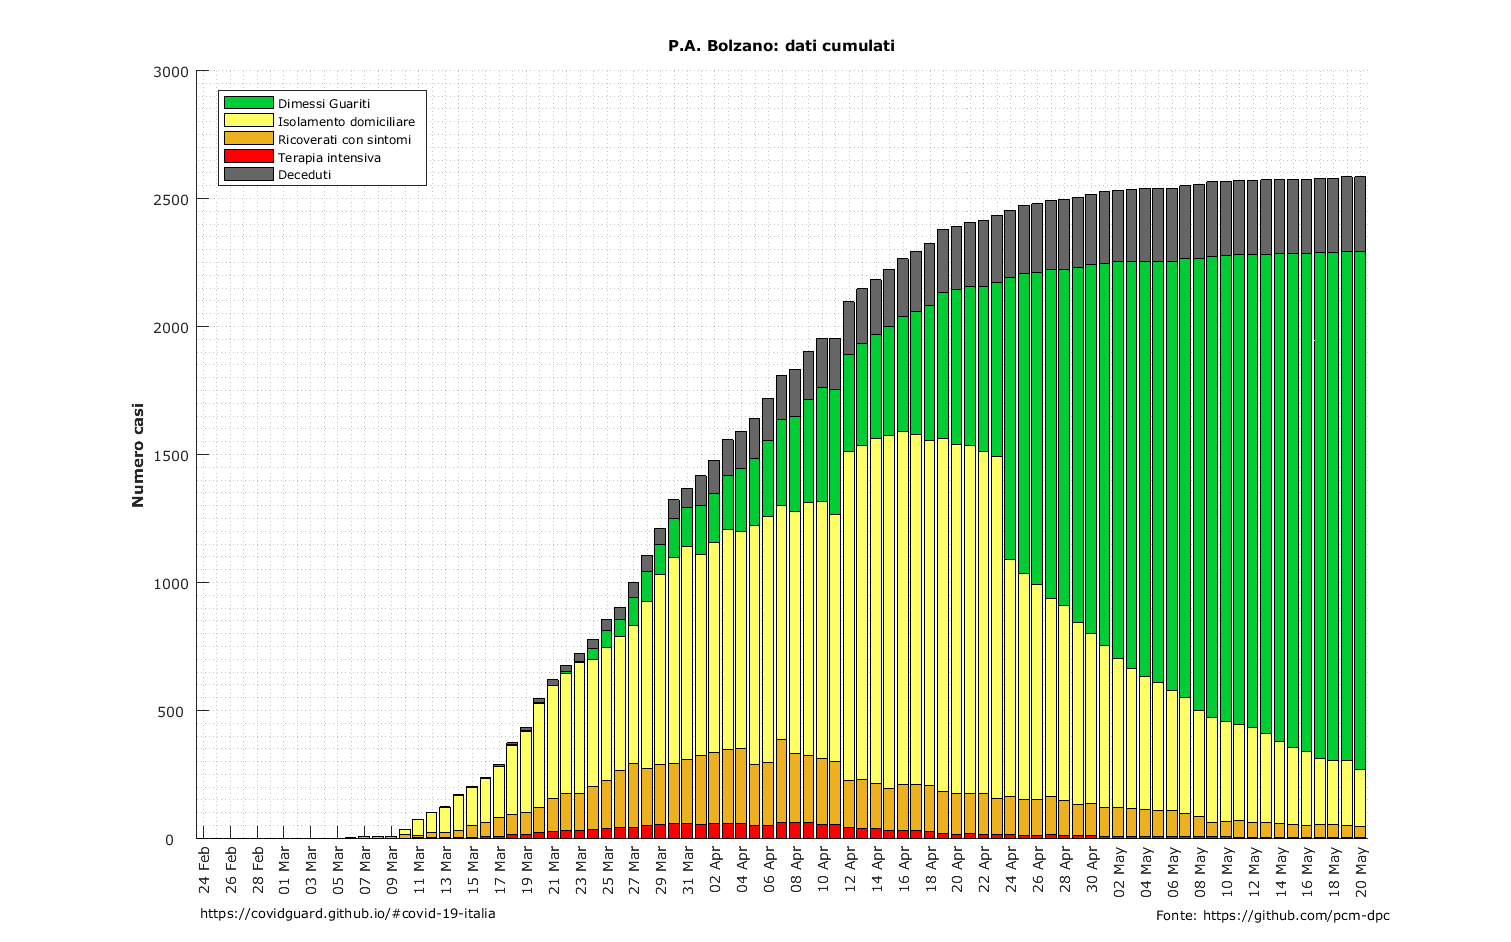 P.A. Bolzano: dati cumulati
3000
2500
2000
1500
1000
500
0
Numero casi
Dimessi Guariti
Isolamento domiciliare
Ricoverati con sintomi
Terapia intensiva
Deceduti
24 Feb
26 Feb
28 Feb
01 Mar
03 Mar
05 Mar
07 Mar
09 Mar
11 Mar
13 Mar
15 Mar
17 Mar
19 Mar
21 Mar
23 Mar
25 Mar
27 Mar
29 Mar
31 Mar
02 Apr
04 Apr
06 Apr
08 Apr
10 Apr
12 Apr
14 Apr
16 Apr
18 Apr
20 Apr
22 Apr
24 Apr
26 Apr
28 Apr
30 Apr
02 May
04 May
06 May
08 May
10 May
12 May
14 May
16 May
18 May
20 May
https://covidguard.github.io/#covid-19-italia
Fonte: https://github.com/pcm-dpc